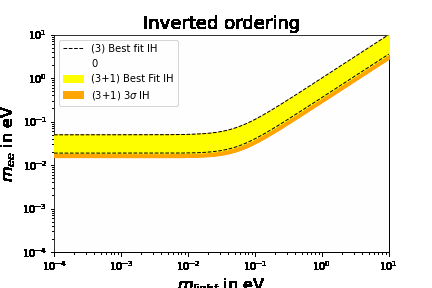 Inverted ordering
(3) Best fit IH
0
(3+1) Best Fit IH
(3+1) 3σ IH
m_ee in eV
10¹
10⁰
10⁻¹
10⁻²
10⁻³
10⁻⁴
10⁻⁴ 10⁻³ 10⁻² 10⁻¹ 10⁰ 10¹
m_light in eV